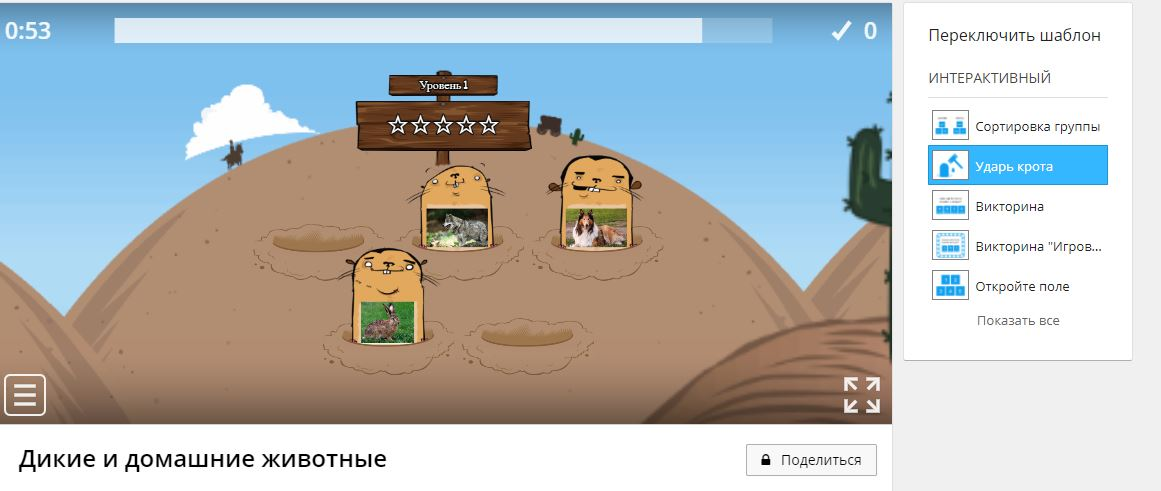 0:53
0
Уровень 1
Переключить шаблон
ИНТЕРАКТИВНЫЙ
Сортировка группы
Ударь крота
Викторина
Викторина "Игров...
Откройте поле
Показать все
Дикие и домашние животные
Поделиться